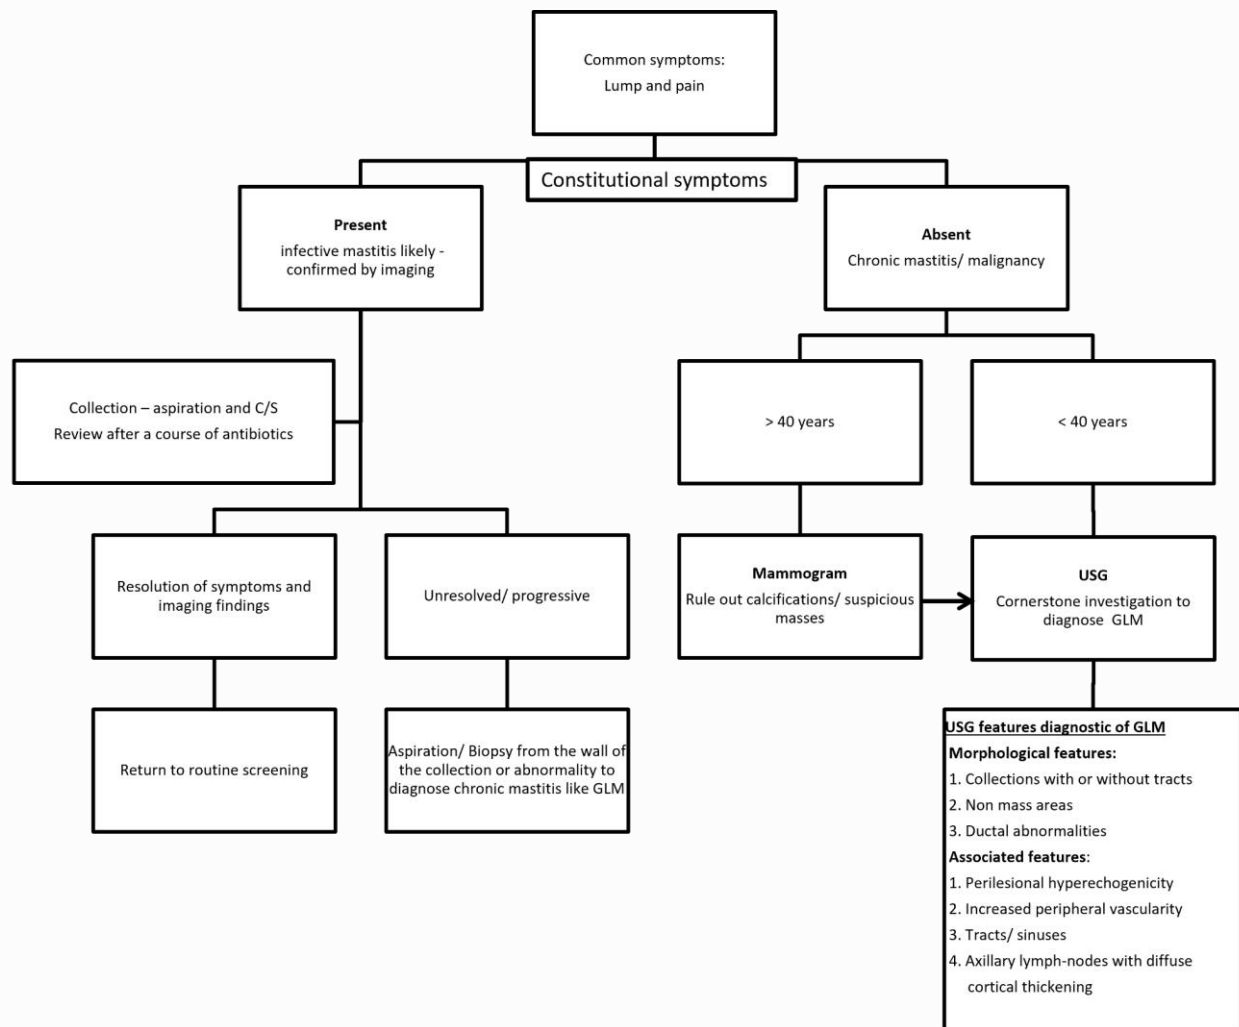 Common symptoms:
Lump and pain
Constitutional symptoms
Present
infective mastitis likely -
confirmed by imaging
Absent
Chronic mastitis/ malignancy
Collection – aspiration and C/S
Review after a course of antibiotics
> 40 years
< 40 years
Resolution of symptoms and
imaging findings
Unresolved/ progressive
Mammogram
Rule out calcifications/ suspicious
masses
USG
Cornerstone investigation to
diagnose GLM
Return to routine screening
Aspiration/ Biopsy from the wall of
the collection or abnormality to
diagnose chronic mastitis like GLM
USG features diagnostic of GLM
Morphological features:
1. Collections with or without tracts
2. Non mass areas
3. Ductal abnormalities
Associated features:
1. Perilesional hyperechogenicity
2. Increased peripheral vascularity
3. Tracts/ sinuses
4. Axillary lymph-nodes with diffuse
cortical thickening